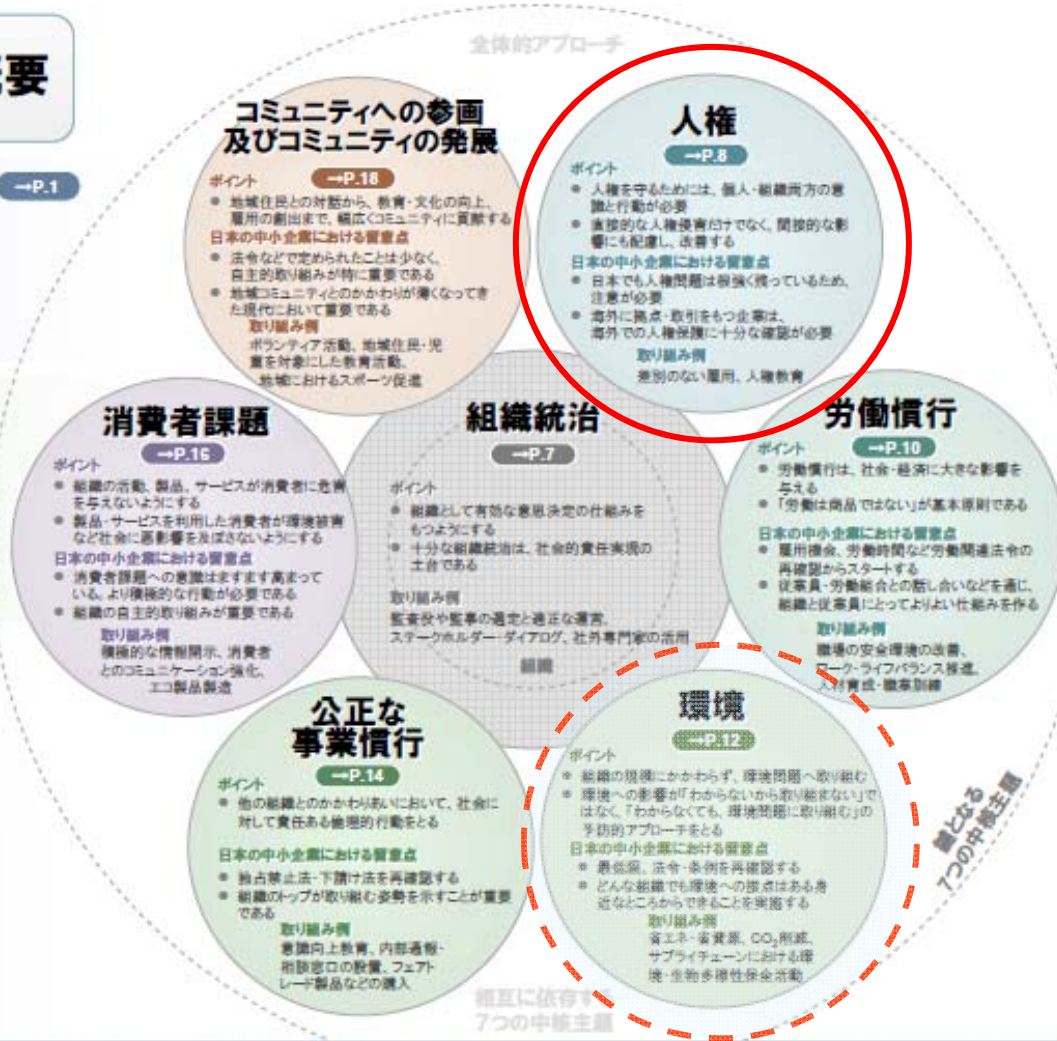 要
→P.1
全体的アプローチ
コミュニティへの参画
及びコミュニティの発展
→P.18
ポイント
地域住民との対話から、教育・文化の向上、
雇用の創出まで、幅広くコミュニティに貢献する
日本の中小企業における留意点
法令などで定められたことは少なく、
自主的取り組みが特に重要である
地域コミュニティとのかかわりが薄くなってき
た現代において重要である
取り組み例
ボランティア活動、地域住民・児
童を対象にした教育活動、
地域におけるスポーツ促進
人権
→P.8
ポイント
人権を守るためには、個人・組織両方の意
識と行動が必要
直接的な人権侵害だけでなく、間接的な影
響にも配慮し、改善する
日本の中小企業における留意点
日本でも人権問題は根強く残っているため、
注意が必要
海外に拠点・取引をもつ企業は、
海外での人権保護に十分な確認が必要
取り組み例
差別のない雇用、人権教育
消費者課題
→P.16
ポイント
組織の活動、製品、サービスが消費者に危害
を与えないようにする
製品・サービスを利用した消費者が環境被害
など社会に悪影響を及ぼさないようにする
日本の中小企業における留意点
消費者課題への意識はますます高まって
いる。より積極的な行動が必要である
組織の自主的取り組みが重要である
取り組み例
積極的な情報開示、消費者
とのコミュニケーション強化、
エコ製品製造
組織統治
→P.7
ポイント
組織として有効な意思決定の仕組みを
もつようにする
十分な組織統治は、社会的責任実現の
土台である
取り組み例
監査役や監事の選定と適正な運営、
ステークホルダー・ダイアログ、社外専門家の活用
組織
労働慣行
→P.10
ポイント
労働慣行は、社会・経済に大きな影響を
与える
「労働は商品ではない」が基本原則である
日本の中小企業における留意点
雇用機会、労働時間など労働関連法令の
再確認からスタートする
従業員・労働組合との話し合いなどを通じ、
組織と従業員にとってよりよい仕組みを作る
取り組み例
職場の安全環境の改善、
ワーク・ライフバランス推進、
人材育成・職業訓練
公正な
事業慣行
→P.14
ポイント
他の組織とのかかわりあいにおいて、社会に
対して責任ある倫理的行動をとる
日本の中小企業における留意点
独占禁止法・下請け法を再確認する
組織のトップが取り組む姿勢を示すことが重要
である
取り組み例
意識向上教育、内部通報・
相談窓口の設置、フェアト
レード製品などの購入
環境
→P.12
ポイント
組織の規模にかかわらず、環境問題へ取り組む
環境への影響が「わからないから取り組まない」で
はなく、「わからなくても、環境問題に取り組む」の
予防的アプローチをとる
日本の中小企業における留意点
最低限、法令・条例を再確認する
どんな組織でも環境への接点はある身
近なところからできることを実施する
取り組み例
省エネ・省資源、CO₂削減、
サプライチェーンにおける環
境・生物多様性保全活動
鍵となる
7つの中核主題
相互に依存する
7つの中核主題